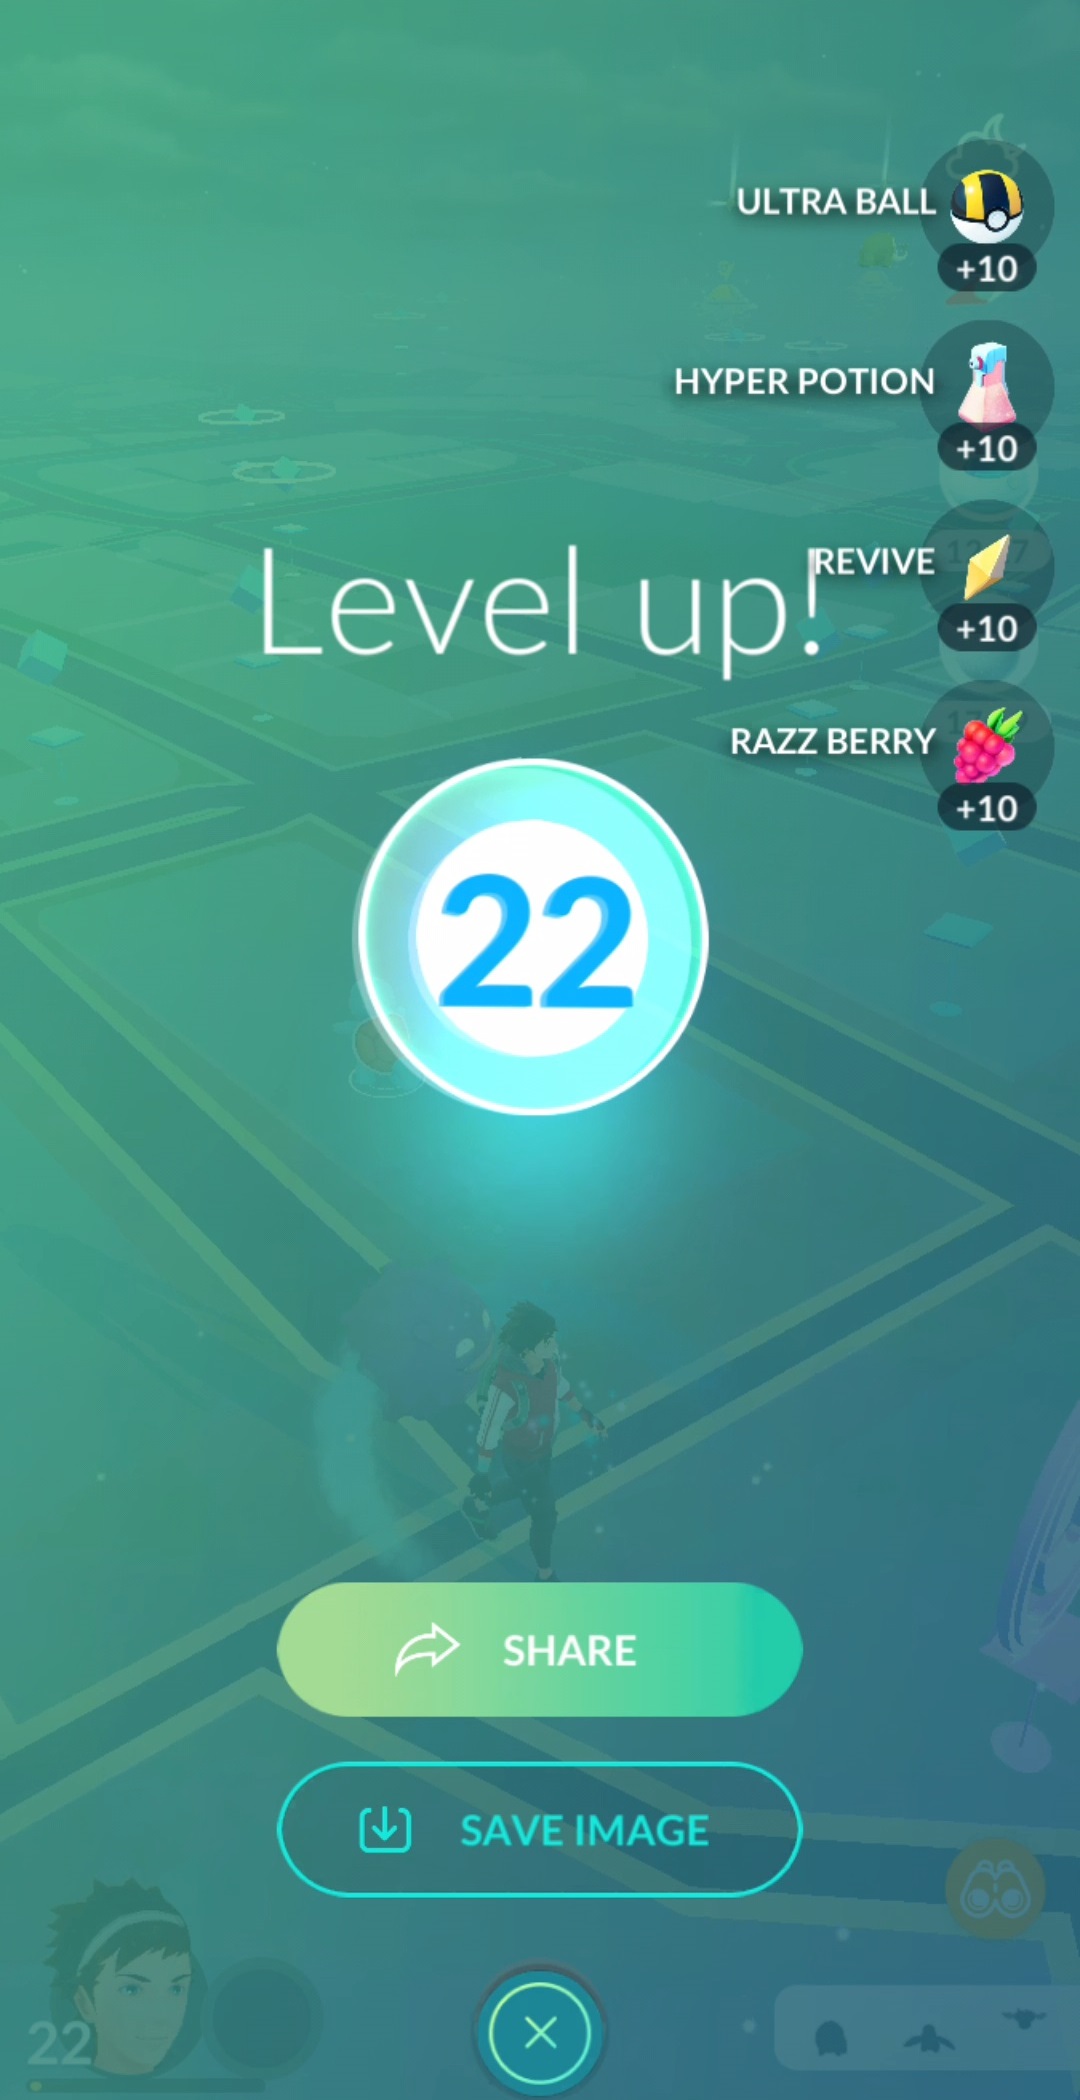 ULTRA BALL
+10
HYPER POTION
+10
Level up!
REVIVE
+10
RAZZ BERRY
+10
22
SHARE
SAVE IMAGE
22